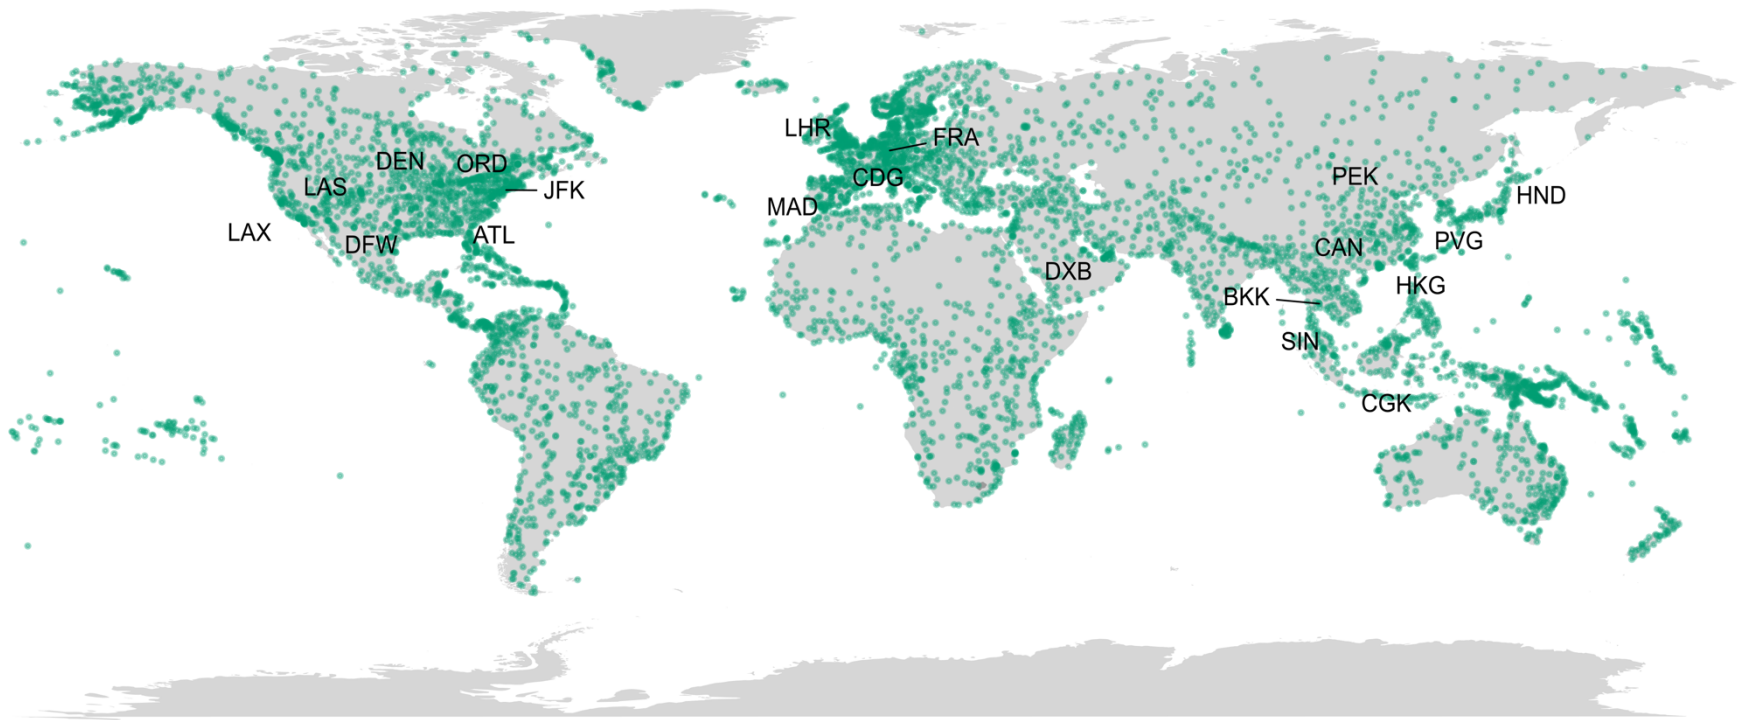 LHR
FRA
DEN
ORD
CDG
PEK
LAS
JFK
HND
MAD
LAX
ATL
DFW
PVG
CAN
DXB
HKG
BKK
SIN
CGK